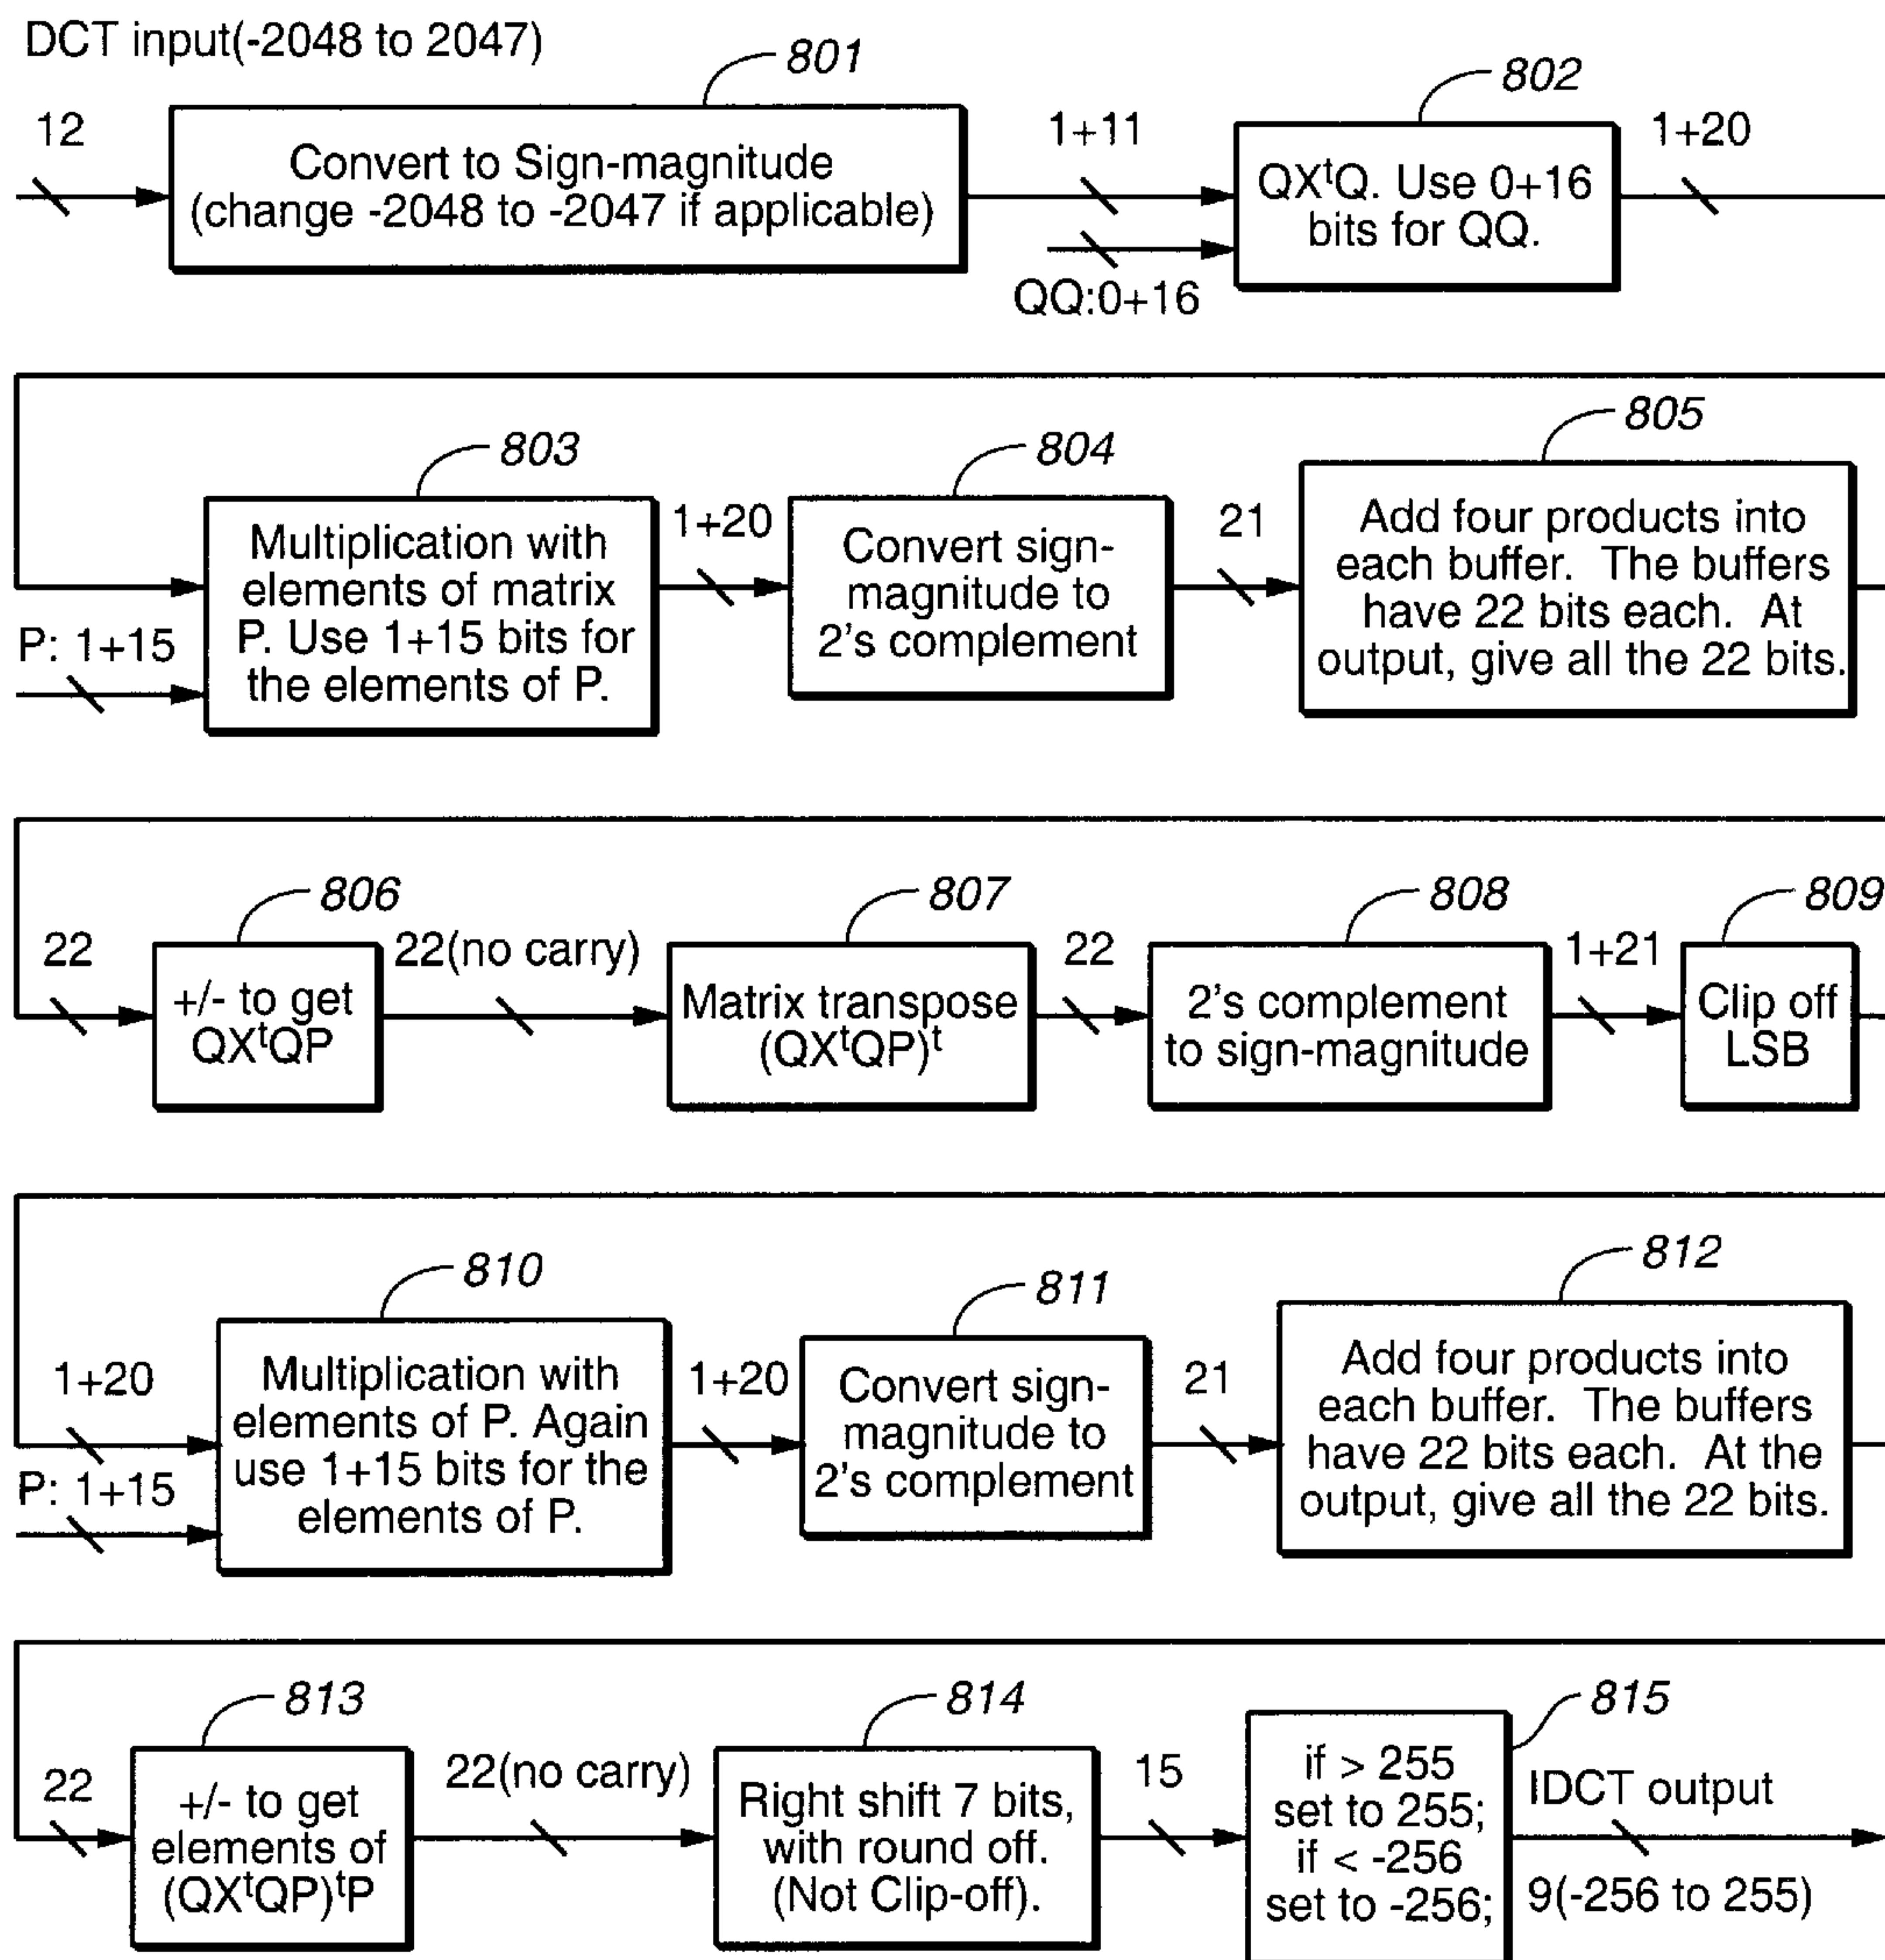 DCT input(-2048 to 2047)
801
802
12
Convert to Sign-magnitude
(change -2048 to -2047 if applicable)
1+11
QQ:0+16
QXᵗQ. Use 0+16
bits for QQ.
1+20
803
804
805
P: 1+15
Multiplication with
elements of matrix
P. Use 1+15 bits for
the elements of P.
1+20
Convert sign-
magnitude to
2's complement
21
Add four products into
each buffer. The buffers
have 22 bits each. At
output, give all the 22 bits.
806
807
808
809
22
+/- to get
QXᵗQP
22(no carry)
Matrix transpose
(QXᵗQP)ᵗ
22
2's complement
to sign-magnitude
1+21
Clip off
LSB
810
811
812
1+20
P: 1+15
Multiplication with
elements of P. Again
use 1+15 bits for the
elements of P.
1+20
Convert sign-
magnitude to
2's complement
21
Add four products into
each buffer. The buffers
have 22 bits each. At the
output, give all the 22 bits.
813
814
815
22
+/- to get
elements of
(QXᵗQP)ᵗP
22(no carry)
Right shift 7 bits,
with round off.
(Not Clip-off).
15
if > 255
set to 255;
if < -256
set to -256;
IDCT output
9(-256 to 255)